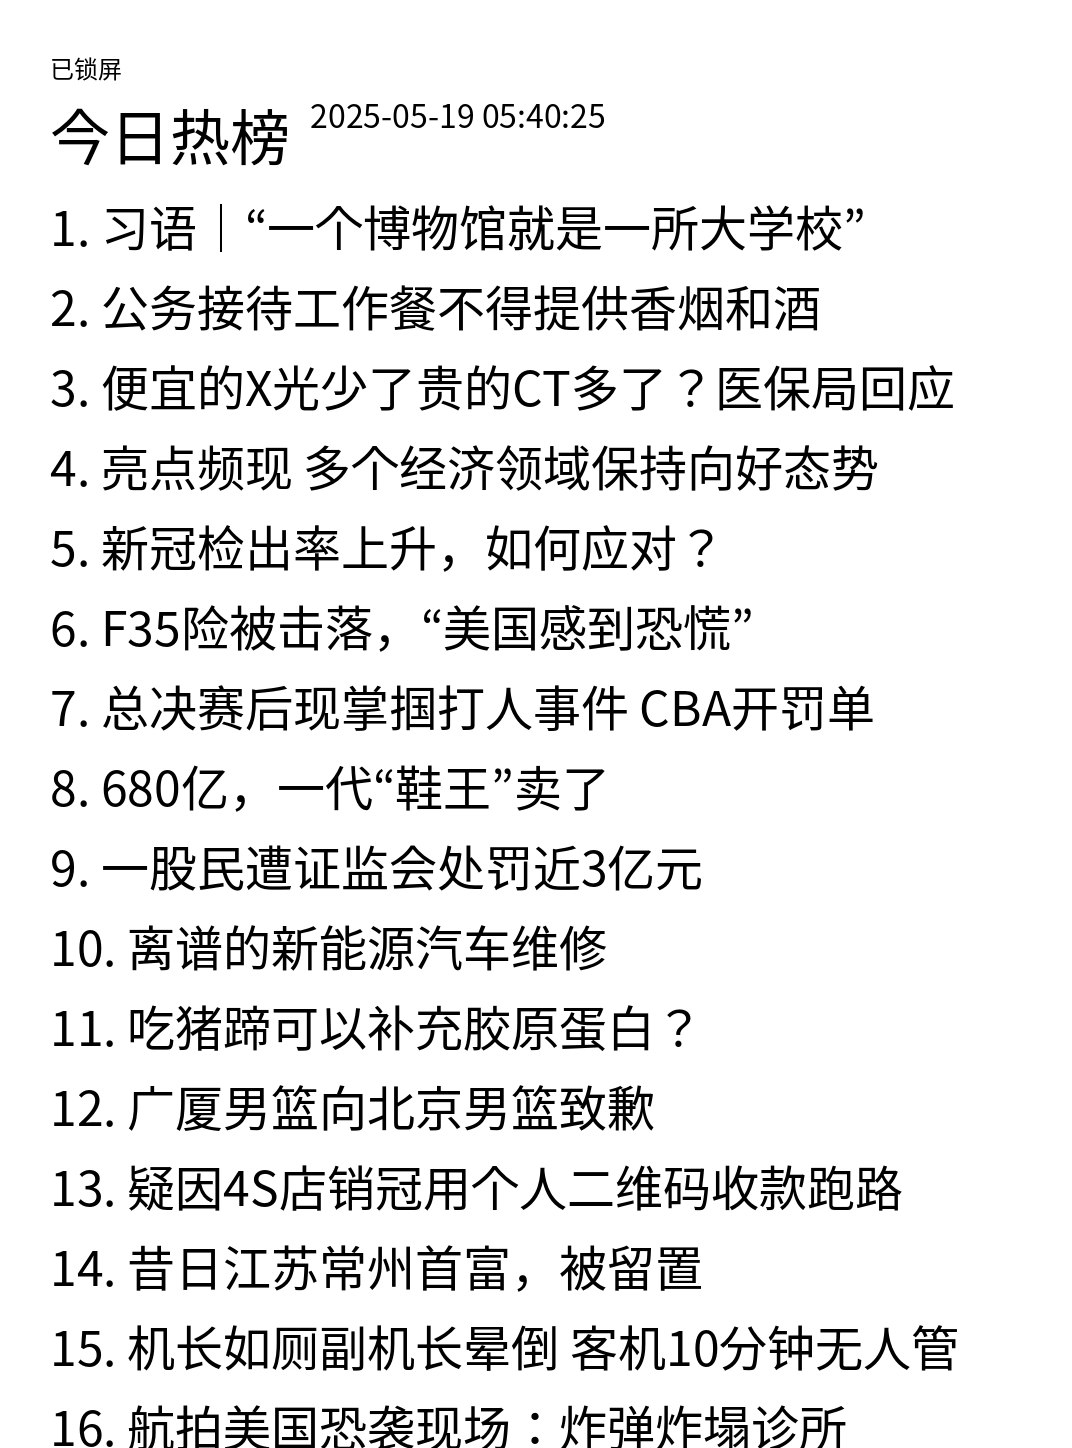 已锁屏
今日热榜 2025-05-19 05:40:25
1. 习语｜“一个博物馆就是一所大学校”
2. 公务接待工作餐不得提供香烟和酒
3. 便宜的X光少了贵的CT多了？医保局回应
4. 亮点频现 多个经济领域保持向好态势
5. 新冠检出率上升，如何应对？
6. F35险被击落，“美国感到恐慌”
7. 总决赛后现掌掴打人事件 CBA开罚单
8. 680亿，一代“鞋王”卖了
9. 一股民遭证监会处罚近3亿元
10. 离谱的新能源汽车维修
11. 吃猪蹄可以补充胶原蛋白？
12. 广厦男篮向北京男篮致歉
13. 疑因4S店销冠用个人二维码收款跑路
14. 昔日江苏常州首富，被留置
15. 机长如厕副机长晕倒 客机10分钟无人管
16. 航拍美国恐袭现场：炸弹炸塌诊所